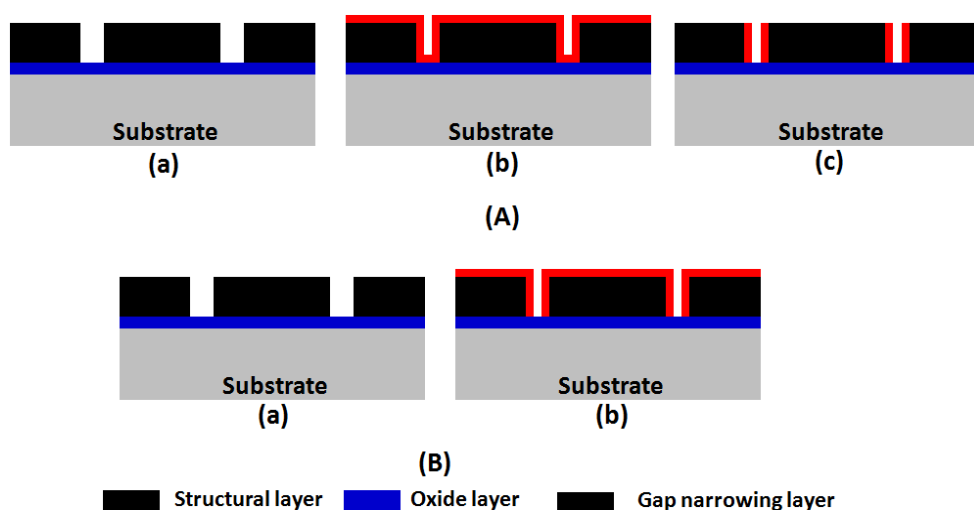 Substrate Substrate Substrate
(a) (b) (c)
(A)
Substrate Substrate
(a) (b)
(B)
Structural layer Oxide layer Gap narrowing layer